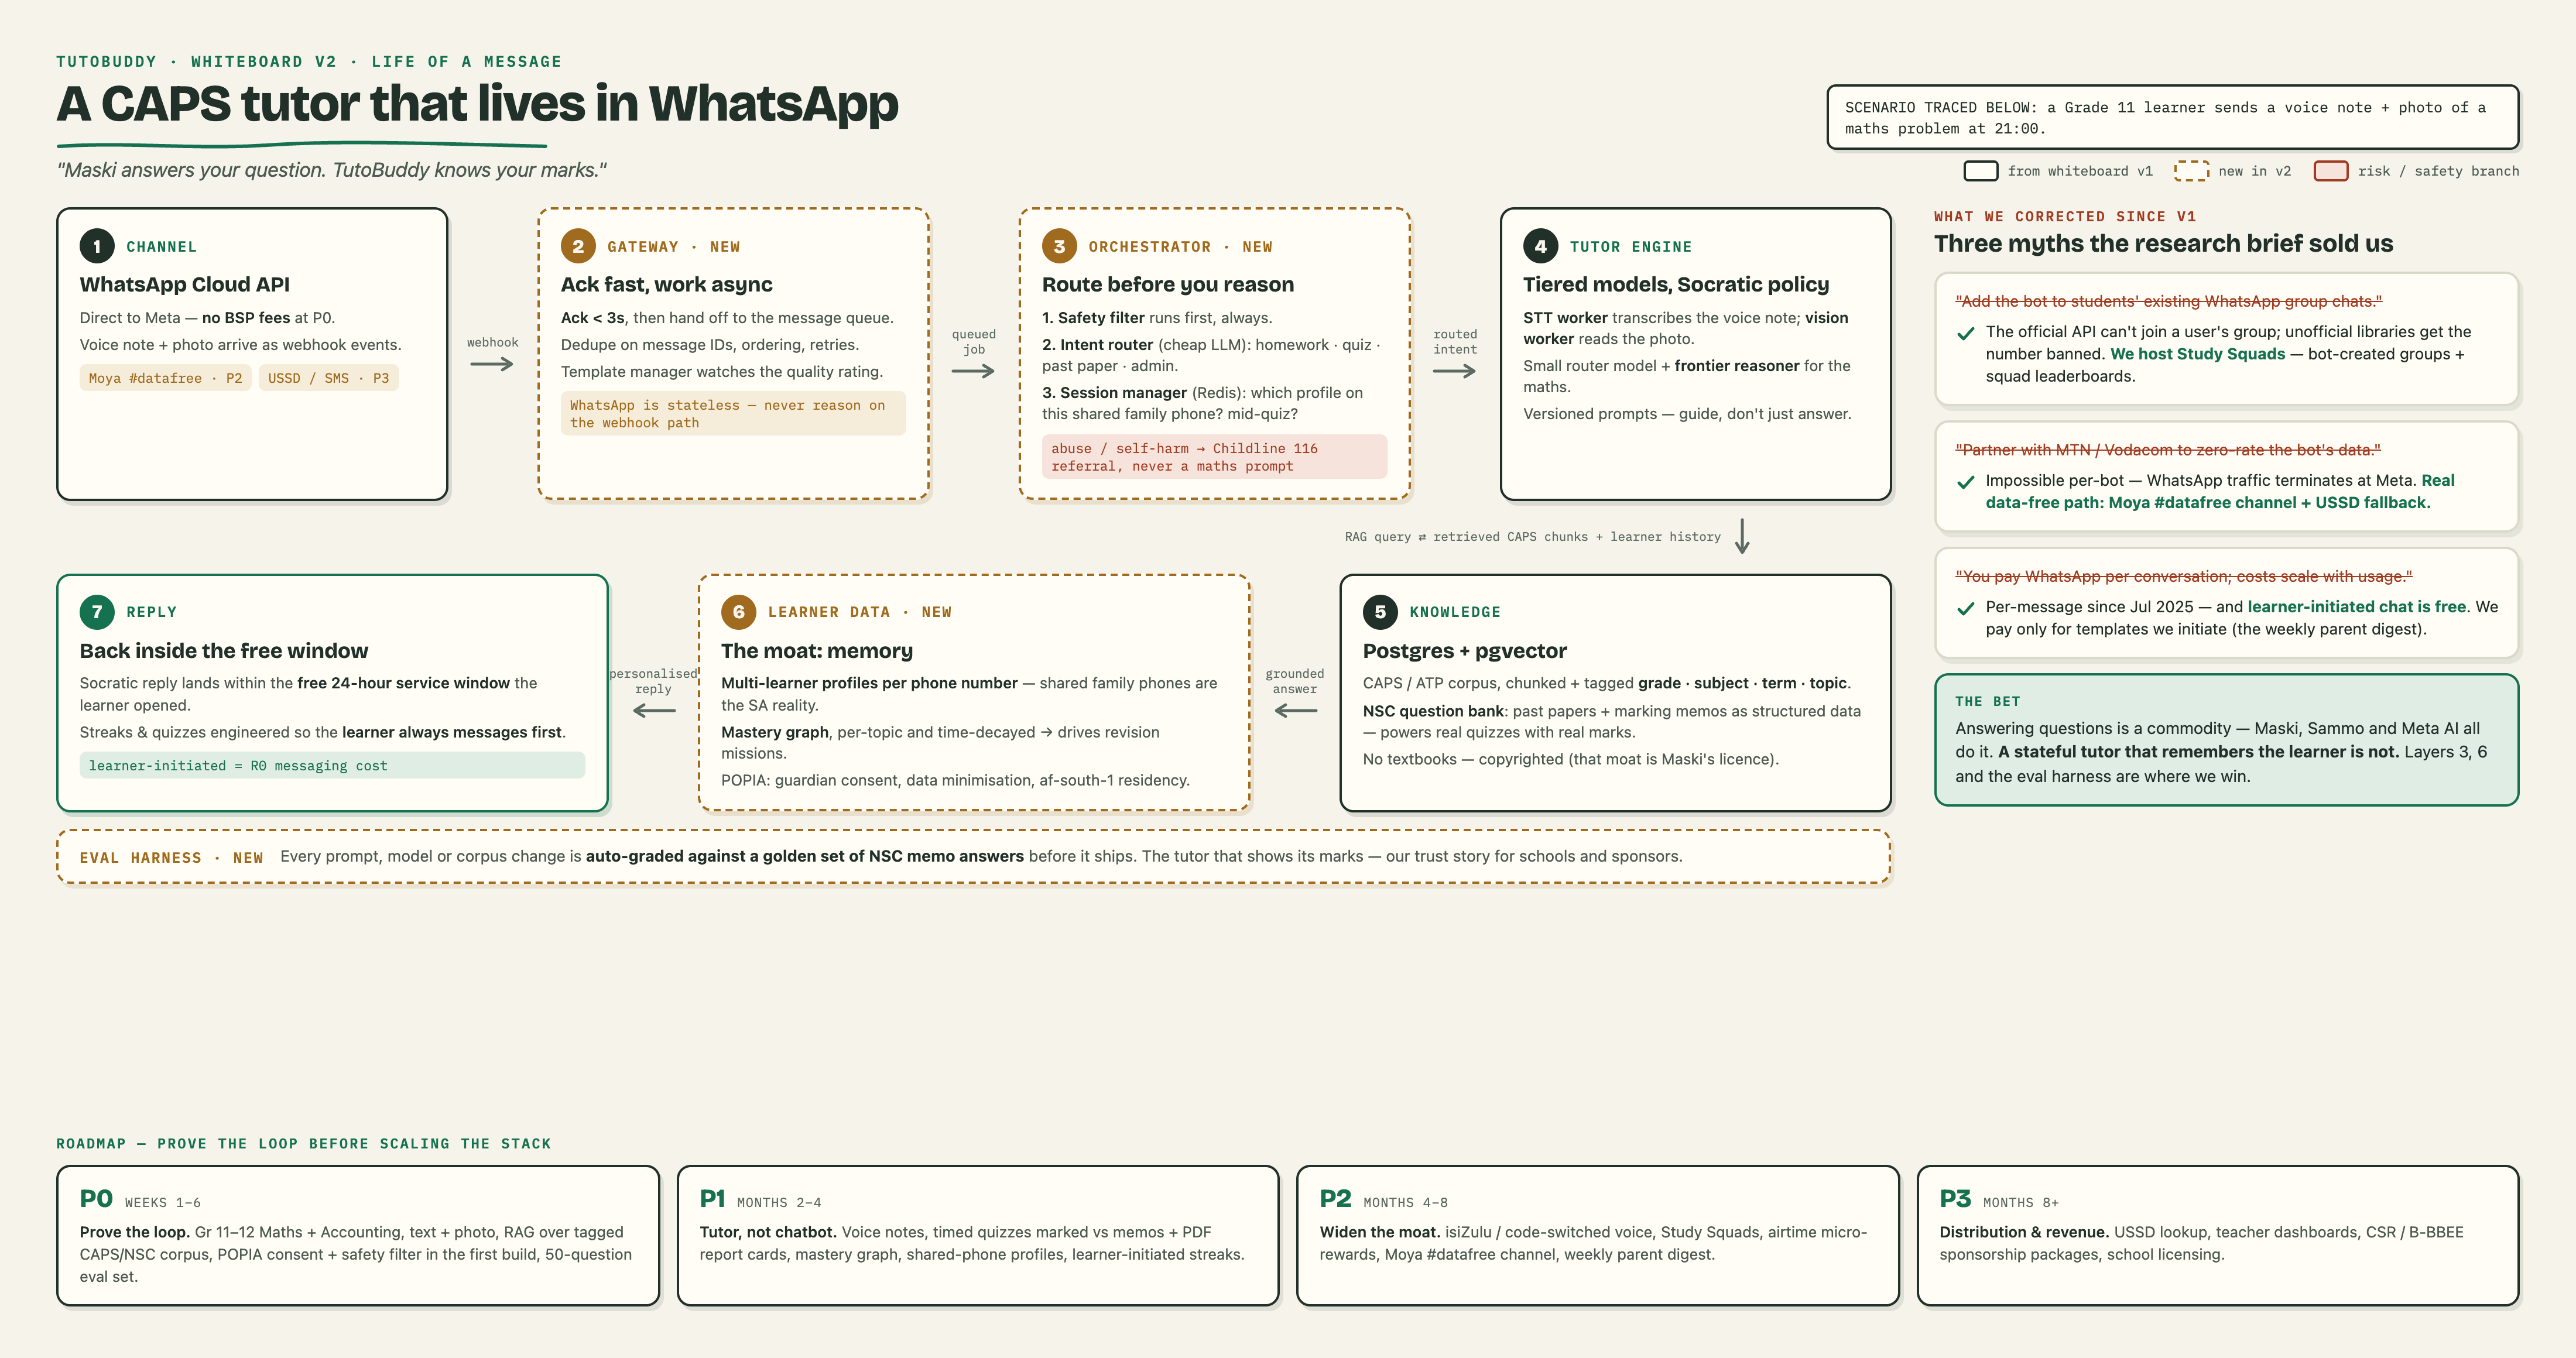 TUTOBUDDY · WHITEBOARD V2 · LIFE OF A MESSAGE
A CAPS tutor that lives in WhatsApp
"Maski answers your question. TutoBuddy knows your marks."
SCENARIO TRACED BELOW: a Grade 11 learner sends a voice note + photo of a
maths problem at 21:00.
from whiteboard v1
new in v2
risk / safety branch
1 CHANNEL
WhatsApp Cloud API
Direct to Meta — no BSP fees at P0.
Voice note + photo arrive as webhook events.
Moya #datafree · P2
USSD / SMS · P3
webhook
2 GATEWAY · NEW
Ack fast, work async
Ack < 3s, then hand off to the message queue.
Dedupe on message IDs, ordering, retries.
Template manager watches the quality rating.
WhatsApp is stateless — never reason on
the webhook path
queued
job
3 ORCHESTRATOR · NEW
Route before you reason
1. Safety filter runs first, always.
2. Intent router (cheap LLM): homework · quiz ·
past paper · admin.
3. Session manager (Redis): which profile on
this shared family phone? mid-quiz?
abuse / self-harm → Childline 116
referral, never a maths prompt
routed
intent
4 TUTOR ENGINE
Tiered models, Socratic policy
STT worker transcribes the voice note; vision
worker reads the photo.
Small router model + frontier reasoner for the
maths.
Versioned prompts — guide, don't just answer.
RAG query ⇄ retrieved CAPS chunks + learner history
5 KNOWLEDGE
Postgres + pgvector
CAPS / ATP corpus, chunked + tagged grade · subject · term · topic.
NSC question bank: past papers + marking memos as structured data
— powers real quizzes with real marks.
No textbooks — copyrighted (that moat is Maski's licence).
grounded
answer
6 LEARNER DATA · NEW
The moat: memory
Multi-learner profiles per phone number — shared family phones are
the SA reality.
Mastery graph, per-topic and time-decayed → drives revision
missions.
POPIA: guardian consent, data minimisation, af-south-1 residency.
personalised
reply
7 REPLY
Back inside the free window
Socratic reply lands within the free 24-hour service window the
learner opened.
Streaks & quizzes engineered so the learner always messages first.
learner-initiated = R0 messaging cost
EVAL HARNESS · NEW Every prompt, model or corpus change is auto-graded against a golden set of NSC memo answers before it ships. The tutor that shows its marks — our trust story for schools and sponsors.
WHAT WE CORRECTED SINCE V1
Three myths the research brief sold us
"Add the bot to students' existing WhatsApp group chats."
The official API can't join a user's group; unofficial libraries get the
number banned. We host Study Squads — bot-created groups +
squad leaderboards.
"Partner with MTN / Vodacom to zero-rate the bot's data."
Impossible per-bot — WhatsApp traffic terminates at Meta. Real
data-free path: Moya #datafree channel + USSD fallback.
"You pay WhatsApp per conversation; costs scale with usage."
Per-message since Jul 2025 — and learner-initiated chat is free. We
pay only for templates we initiate (the weekly parent digest).
THE BET
Answering questions is a commodity — Maski, Sammo and Meta AI all
do it. A stateful tutor that remembers the learner is not. Layers 3, 6
and the eval harness are where we win.
ROADMAP — PROVE THE LOOP BEFORE SCALING THE STACK
P0 WEEKS 1–6
Prove the loop. Gr 11–12 Maths + Accounting, text + photo, RAG over tagged
CAPS/NSC corpus, POPIA consent + safety filter in the first build, 50-question
eval set.
P1 MONTHS 2–4
Tutor, not chatbot. Voice notes, timed quizzes marked vs memos + PDF
report cards, mastery graph, shared-phone profiles, learner-initiated streaks.
P2 MONTHS 4–8
Widen the moat. isiZulu / code-switched voice, Study Squads, airtime micro-
rewards, Moya #datafree channel, weekly parent digest.
P3 MONTHS 8+
Distribution & revenue. USSD lookup, teacher dashboards, CSR / B-BBEE
sponsorship packages, school licensing.